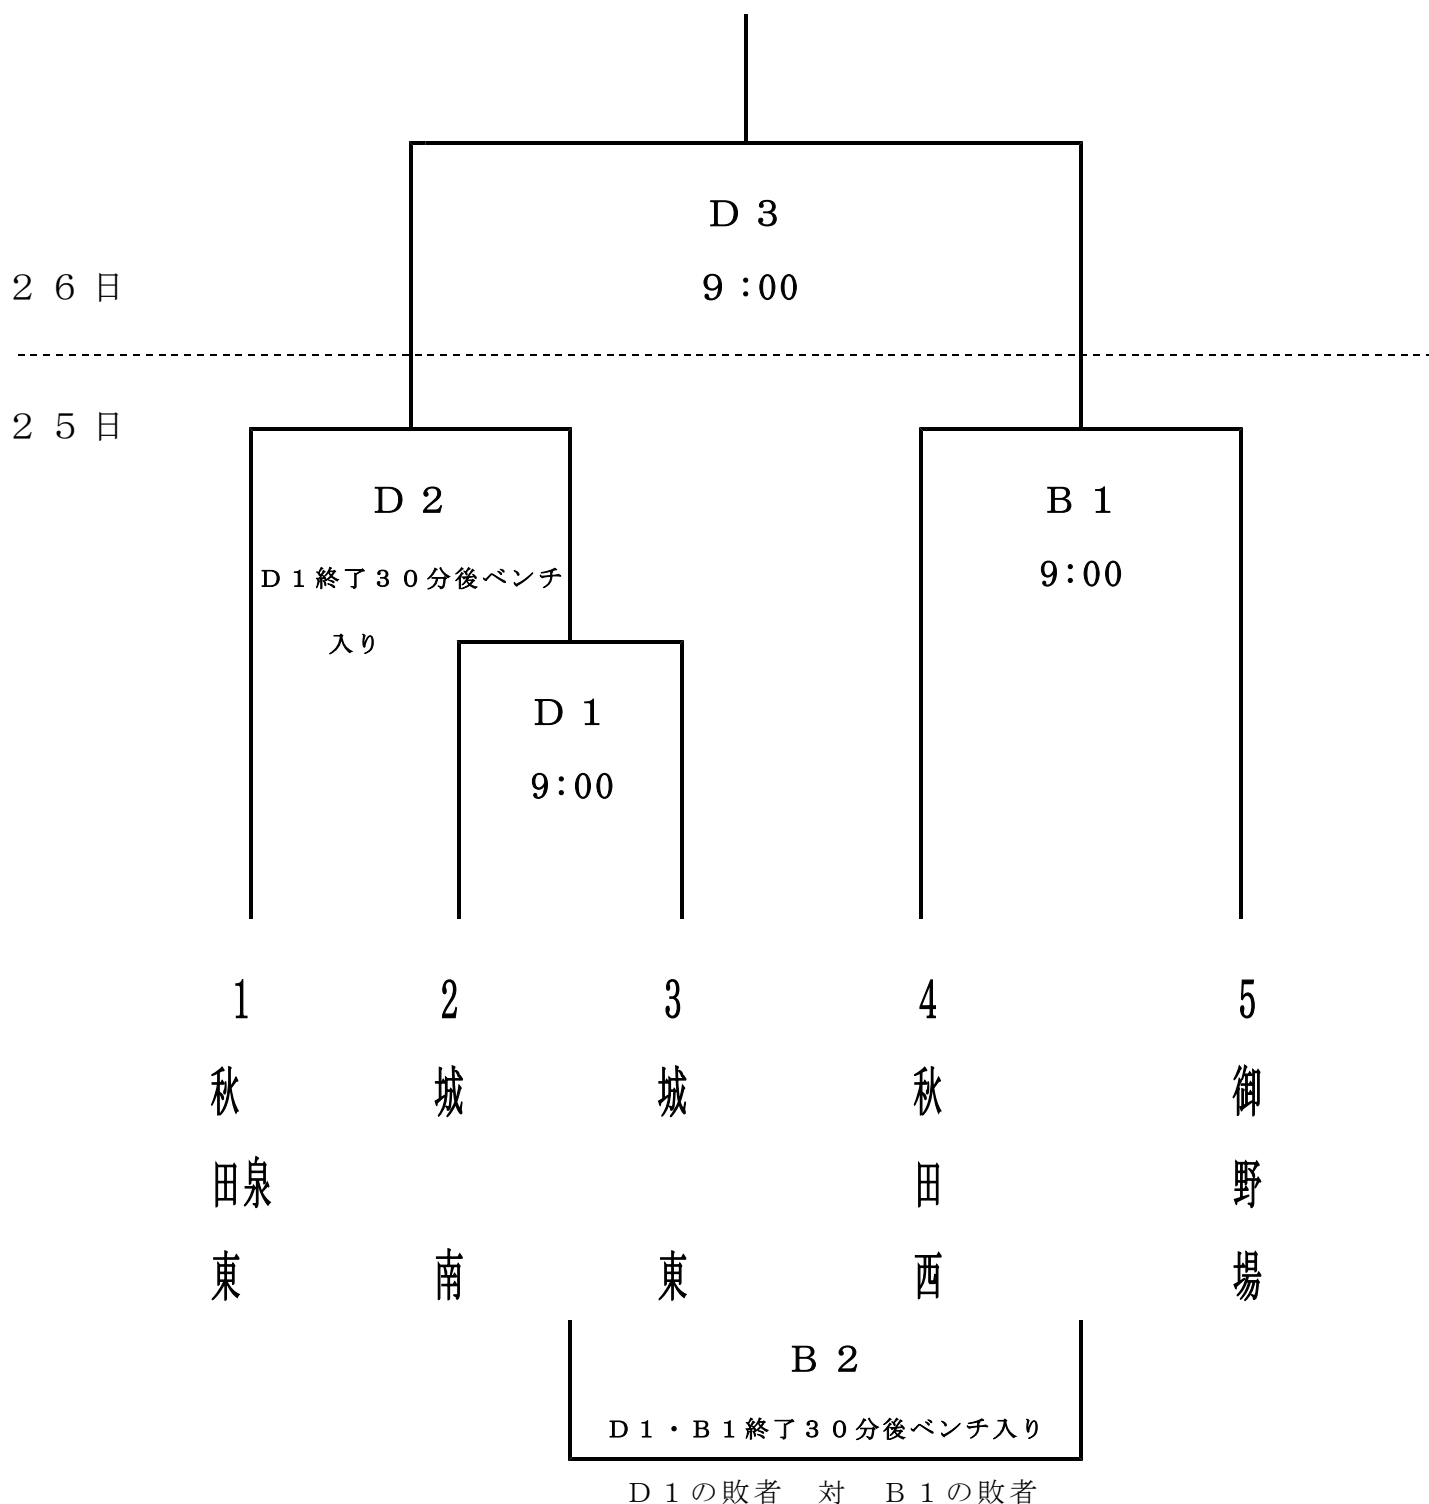 Ｄ３
２６日
９:00
２５日
Ｄ２
Ｂ１
Ｄ１終了３０分後ベンチ
入り
9:00
Ｄ１
9:00
1
2
3
4
5
秋田東
泉
城南
城東
秋田西
御野場
Ｂ２
Ｄ１・Ｂ１終了３０分後ベンチ入り
Ｄ１の敗者　対　Ｂ１の敗者